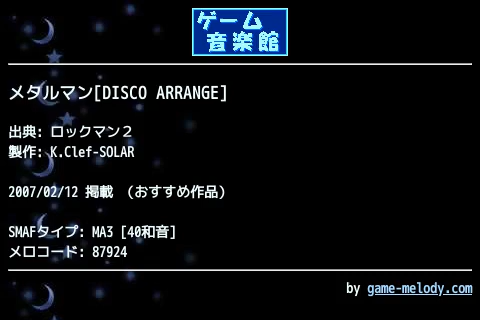 ゲーム
音楽館
メタルマン[DISCO ARRANGE]
出典: ロックマン２
製作: K.Clef-SOLAR
2007/02/12 掲載 (おすすめ作品)
SMAFタイプ: MA3 [40和音]
メロコード: 87924
by game-melody.com